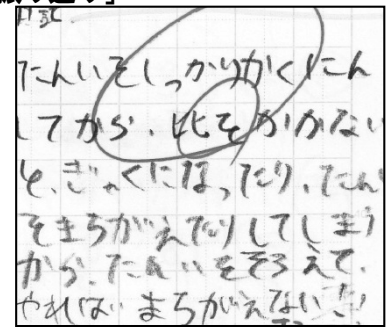 たんいをしっかりかくにん
してから、比をかかない
と、ぎゃくになったり、たんい
をまちがえたりしてしまう
から、たんいをそろえて、
やればまちがえない!!